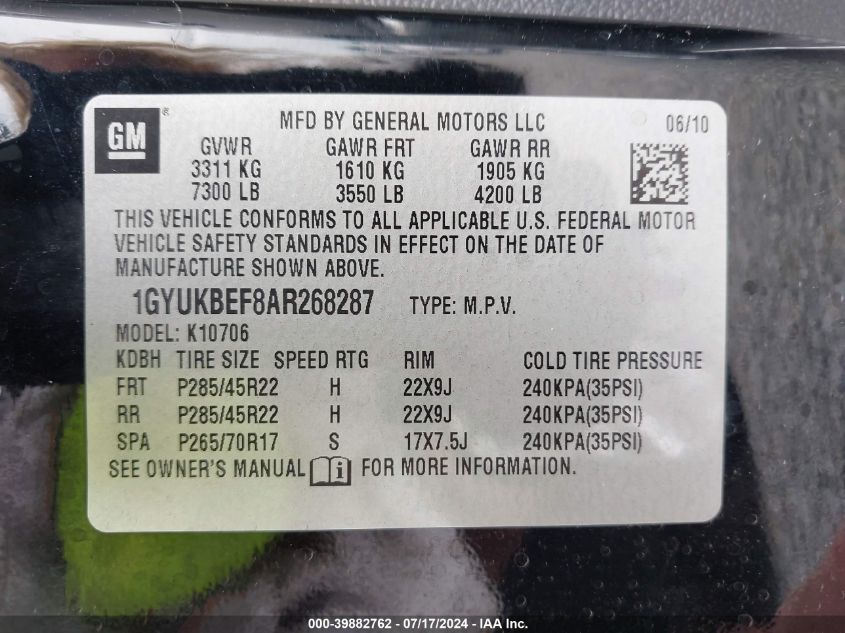 GM
MFD BY GENERAL MOTORS LLC 06/10
GVWR GAWR FRT GAWR RR
3311 KG 1610 KG 1905 KG
7300 LB 3550 LB 4200 LB
THIS VEHICLE CONFORMS TO ALL APPLICABLE U.S. FEDERAL MOTOR
VEHICLE SAFETY STANDARDS IN EFFECT ON THE DATE OF
MANUFACTURE SHOWN ABOVE.
1GYUKBEF8AR268287 TYPE: M.P.V.
MODEL: K10706
KDBH TIRE SIZE SPEED RTG RIM COLD TIRE PRESSURE
FRT P285/45R22 H 22X9J 240KPA(35PSI)
RR P285/45R22 H 22X9J 240KPA(35PSI)
SPA P265/70R17 S 17X7.5J 240KPA(35PSI)
SEE OWNER'S MANUAL FOR MORE INFORMATION.
000-39882762 - 07/17/2024 - IAA Inc.